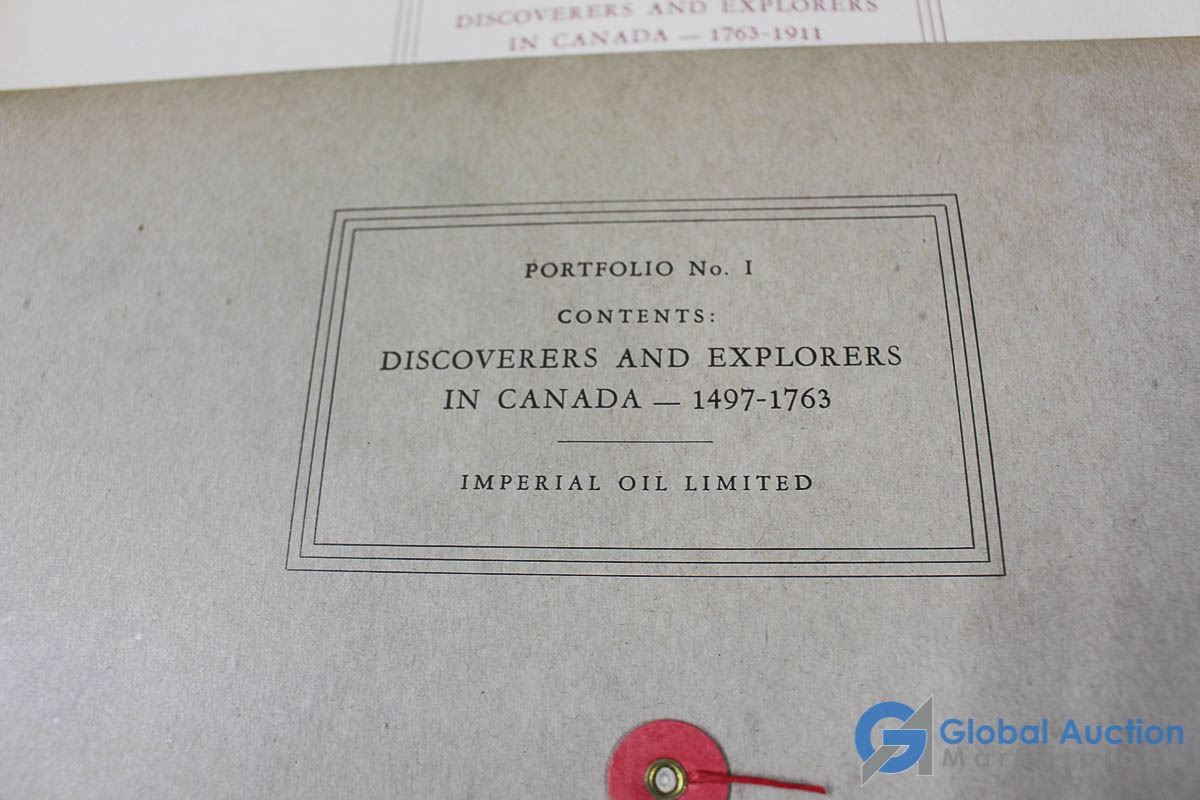 DISCOVERERS AND EXPLORERS
IN CANADA — 1763-1911
PORTFOLIO No. I
CONTENTS:
DISCOVERERS AND EXPLORERS
IN CANADA — 1497-1763
IMPERIAL OIL LIMITED
Global Auction